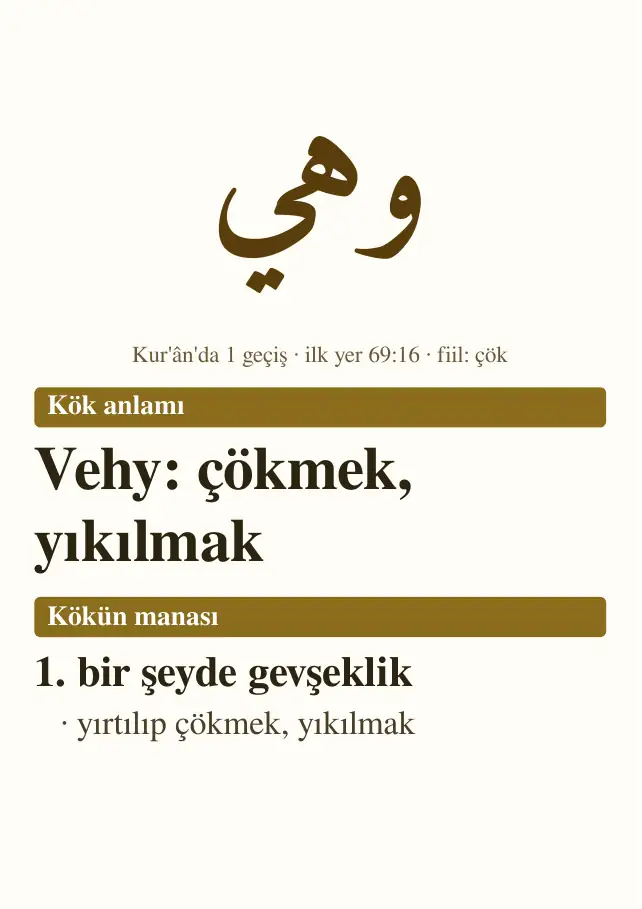 وهي
Kur'ân'da 1 geçiş · ilk yer 69:16 · fiil: çök
Kök anlamı
Vehy: çökmek,
yıkılmak
Kökün manası
1. bir şeyde gevşeklik
· yırtılıp çökmek, yıkılmak